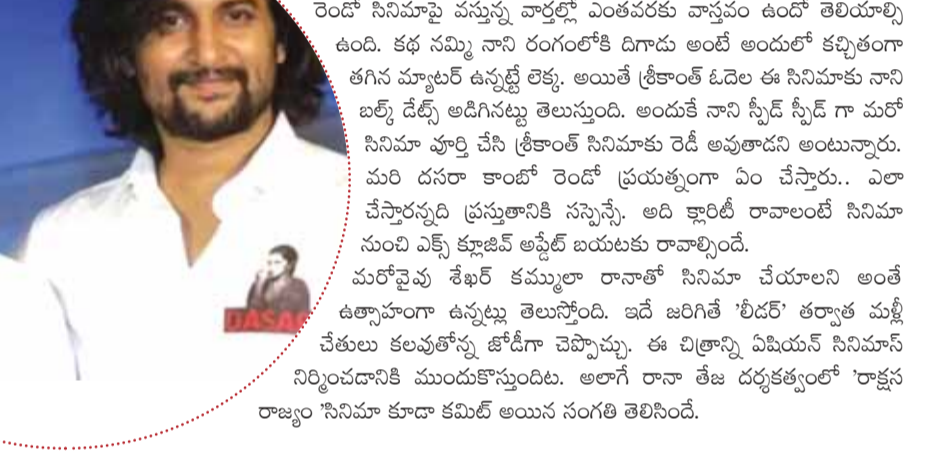 రెండో సినిమాపై వస్తున్న వార్తల్లో ఎంతవరకు వాస్తవం ఉందో తెలియాల్సి
ఉంది. కథ నమ్మి నాని రంగంలోకి దిగాడు అంటే అందులో కచ్చితంగా
తగిన మ్యాటర్ ఉన్నట్టే లెక్క. అయితే శ్రీకాంత్ ఓదెల ఈ సినిమాకు నాని
బల్క్ డేట్స్ అడిగినట్టు తెలుస్తుంది. అందుకే నాని స్పీడ్ స్పీడ్ గా మరో
సినిమా పూర్తి చేసి శ్రీకాంత్ సినిమాకు రెడీ అవుతాడని అంటున్నారు.
మరి దసరా కాంబో రెండో ప్రయత్నంగా ఏం చేస్తారు.. ఎలా
చేస్తారన్నది ప్రస్తుతానికి సస్పెన్సే. అది క్లారిటీ రావాలంటే సినిమా
నుంచి ఎక్స్ క్లూజివ్ అప్డేట్ బయటకు రావాల్సిందే.
మరోవైవు శేఖర్ కమ్ములా రానాతో సినిమా చేయాలని అంతే
ఉత్సాహంగా ఉన్నట్లు తెలుస్తోంది. ఇదే జరిగితే 'లీడర్' తర్వాత మళ్లీ
చేతులు కలవుతోన్న జోడీగా చెప్పొచ్చు. ఈ చిత్రాన్ని ఏషియన్ సినిమాస్
నిర్మించడానికి ముందుకొస్తుందిట. అలాగే రానా తేజ దర్శకత్వంలో 'రాక్షస
రాజ్యం 'సినిమా కూడా కమిట్ అయిన సంగతి తెలిసిందే.
DASA